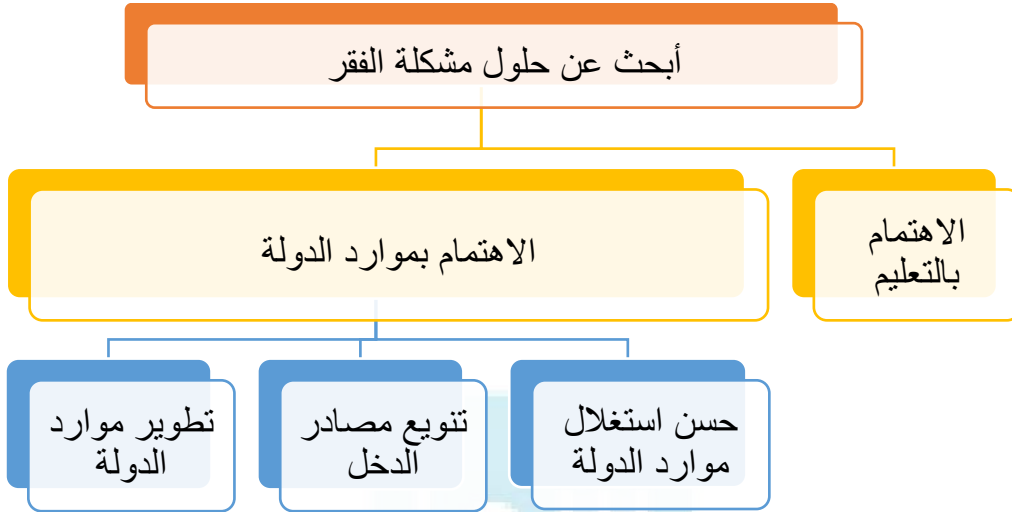 أبحث عن حلول مشكلة الفقر
الاهتمام
بالتعليم
الاهتمام بموارد الدولة
حسن استغلال
موارد الدولة
تنويع مصادر
الدخل
تطوير موارد
الدولة